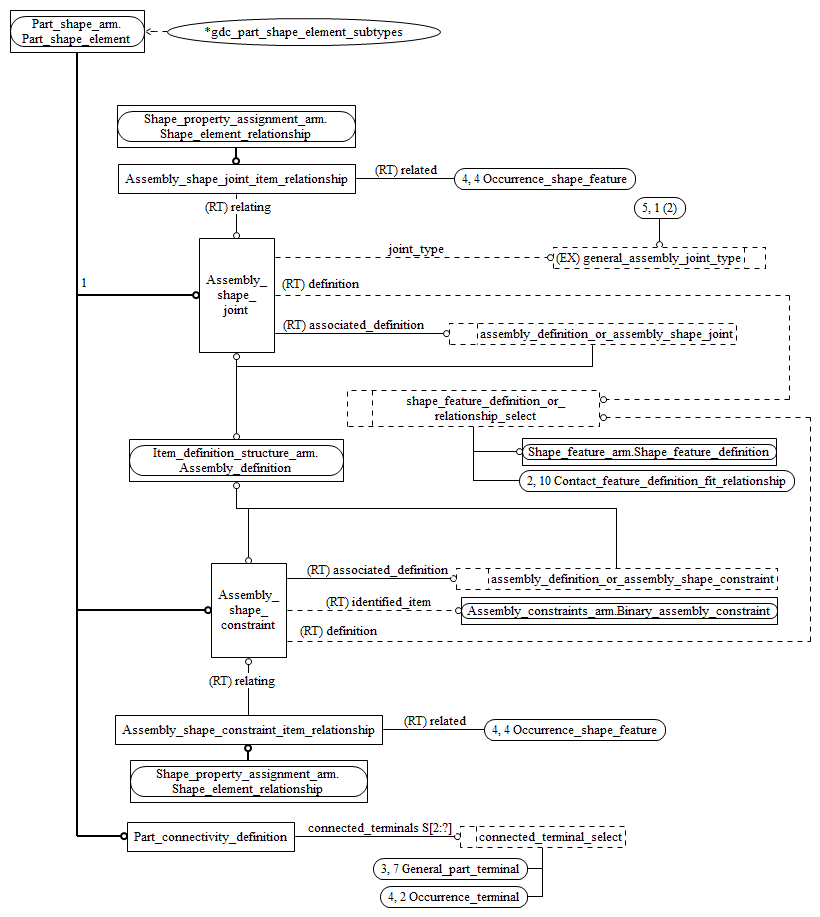 Part_shape_arm.
Part_shape_element
*gdc_part_shape_element_subtypes
Shape_property_assignment_arm.
Shape_element_relationship
Assembly_shape_joint_item_relationship
(RT) related
4, 4 Occurrence_shape_feature
(RT) relating
5, 1 (2)
joint_type
(EX) general_assembly_joint_type
1
Assembly_
shape_
joint
(RT) definition
(RT) associated_definition
assembly_definition_or_assembly_shape_joint
shape_feature_definition_or_
relationship_select
Item_definition_structure_arm.
Assembly_definition
Shape_feature_arm.Shape_feature_definition
2, 10 Contact_feature_definition_fit_relationship
Assembly_
shape_
constraint
(RT) associated_definition
assembly_definition_or_assembly_shape_constraint
(RT) identified_item
Assembly_constraints_arm.Binary_assembly_constraint
(RT) definition
(RT) relating
Assembly_shape_constraint_item_relationship
(RT) related
4, 4 Occurrence_shape_feature
Shape_property_assignment_arm.
Shape_element_relationship
Part_connectivity_definition
connected_terminals S[2:?]
connected_terminal_select
3, 7 General_part_terminal
4, 2 Occurrence_terminal